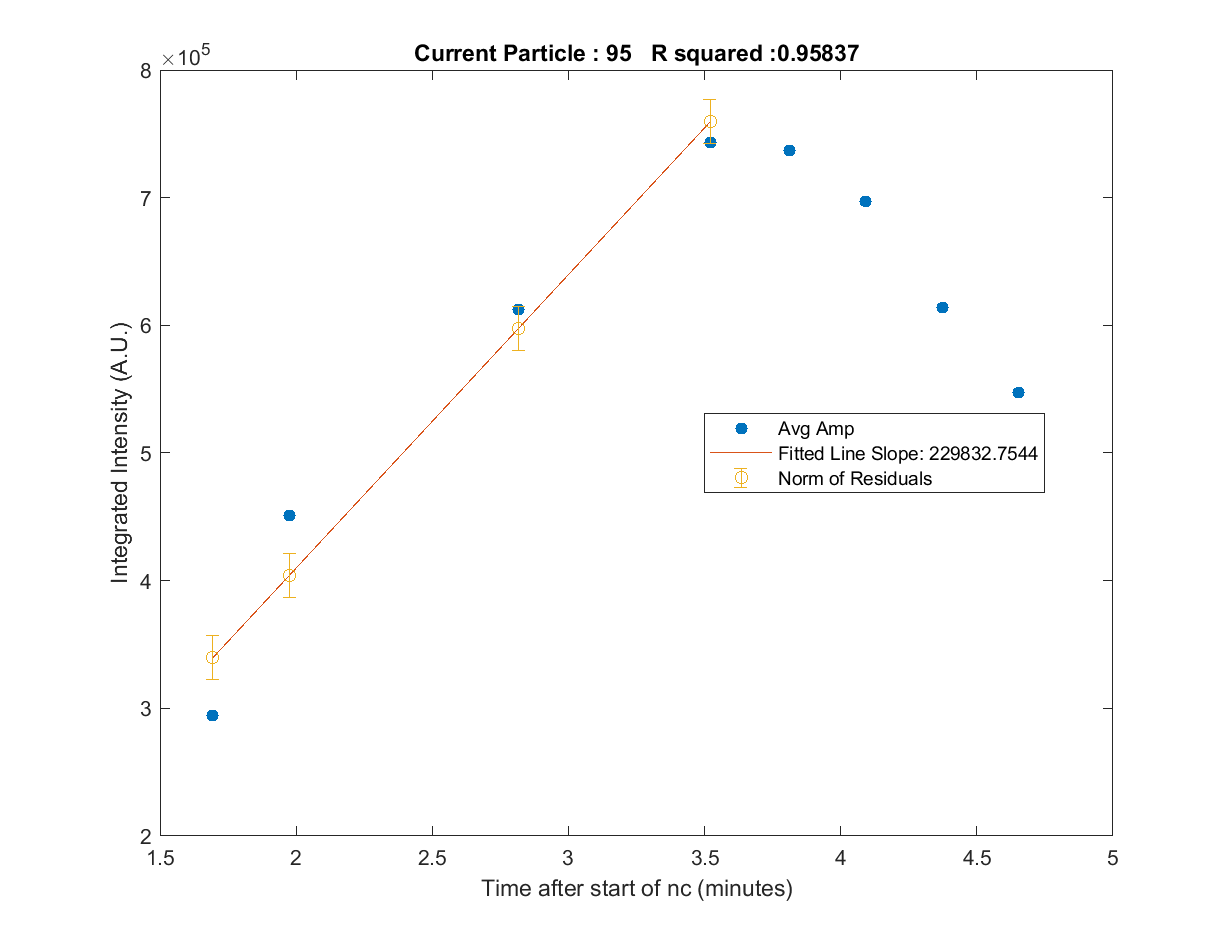 Current Particle : 95   R squared :0.95837
×10^5
8
7
6
5
4
3
2
Integrated Intensity (A.U.)
Avg Amp
Fitted Line Slope: 229832.7544
Norm of Residuals
1.5 2 2.5 3 3.5 4 4.5 5
Time after start of nc (minutes)